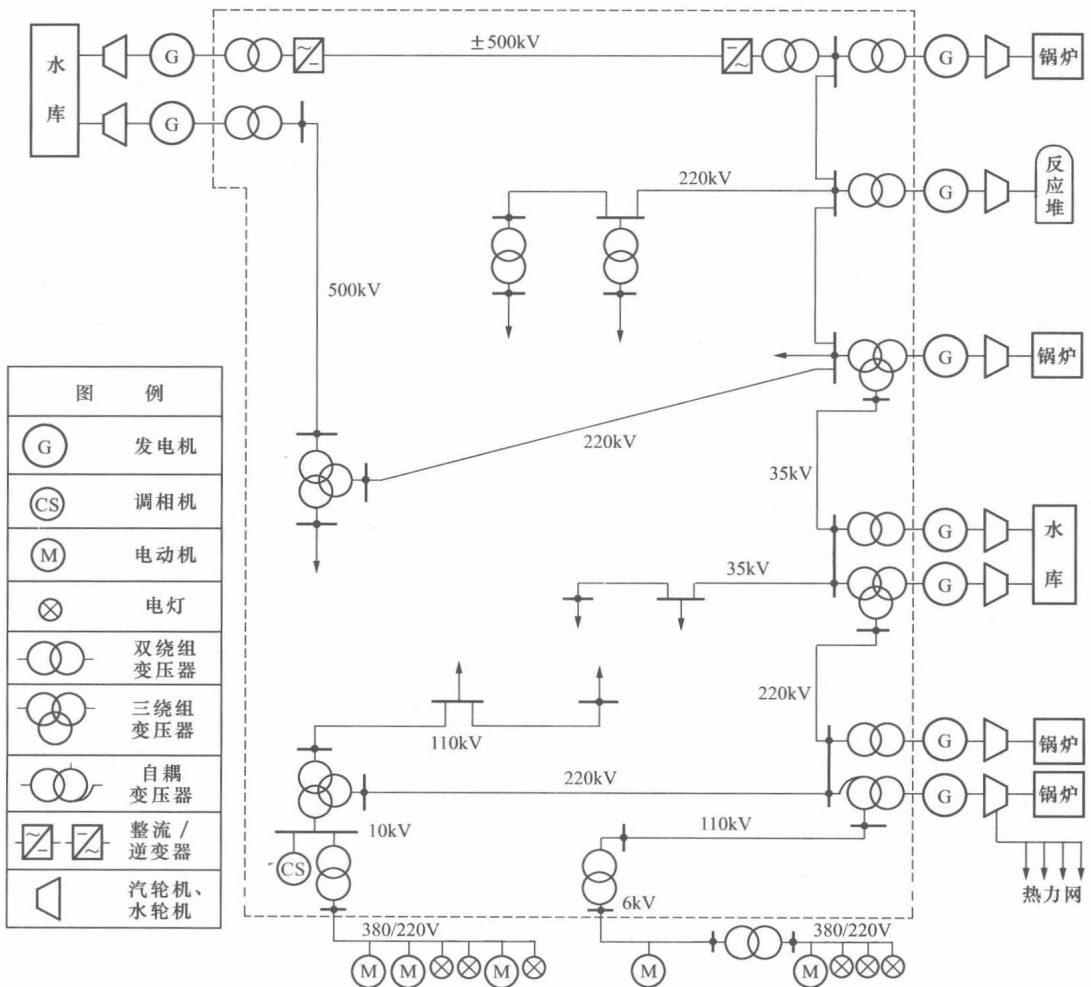 ±500kV
水
库
G
G
G
锅炉
220kV
G
反
应
堆
500kV
G
锅炉
220kV
35kV
图 例
G 发电机
CS 调相机
M 电动机
电灯
双绕组
变压器
三绕组
变压器
自耦
变压器
整流 /
逆变器
汽轮机、
水轮机
G
G
水
库
35kV
220kV
110kV
G
锅炉
220kV
G
锅炉
10kV
110kV
CS
6kV
热力网
380/220V
380/220V
M
M
M
M
M